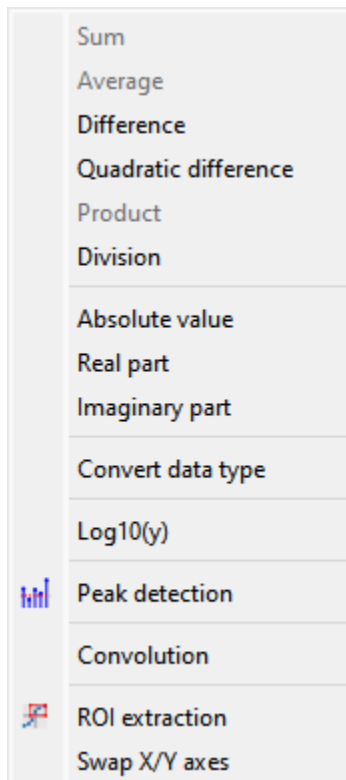 Sum
Average
Difference
Quadratic difference
Product
Division
Absolute value
Real part
Imaginary part
Convert data type
Log10(y)
Peak detection
Convolution
ROI extraction
Swap X/Y axes